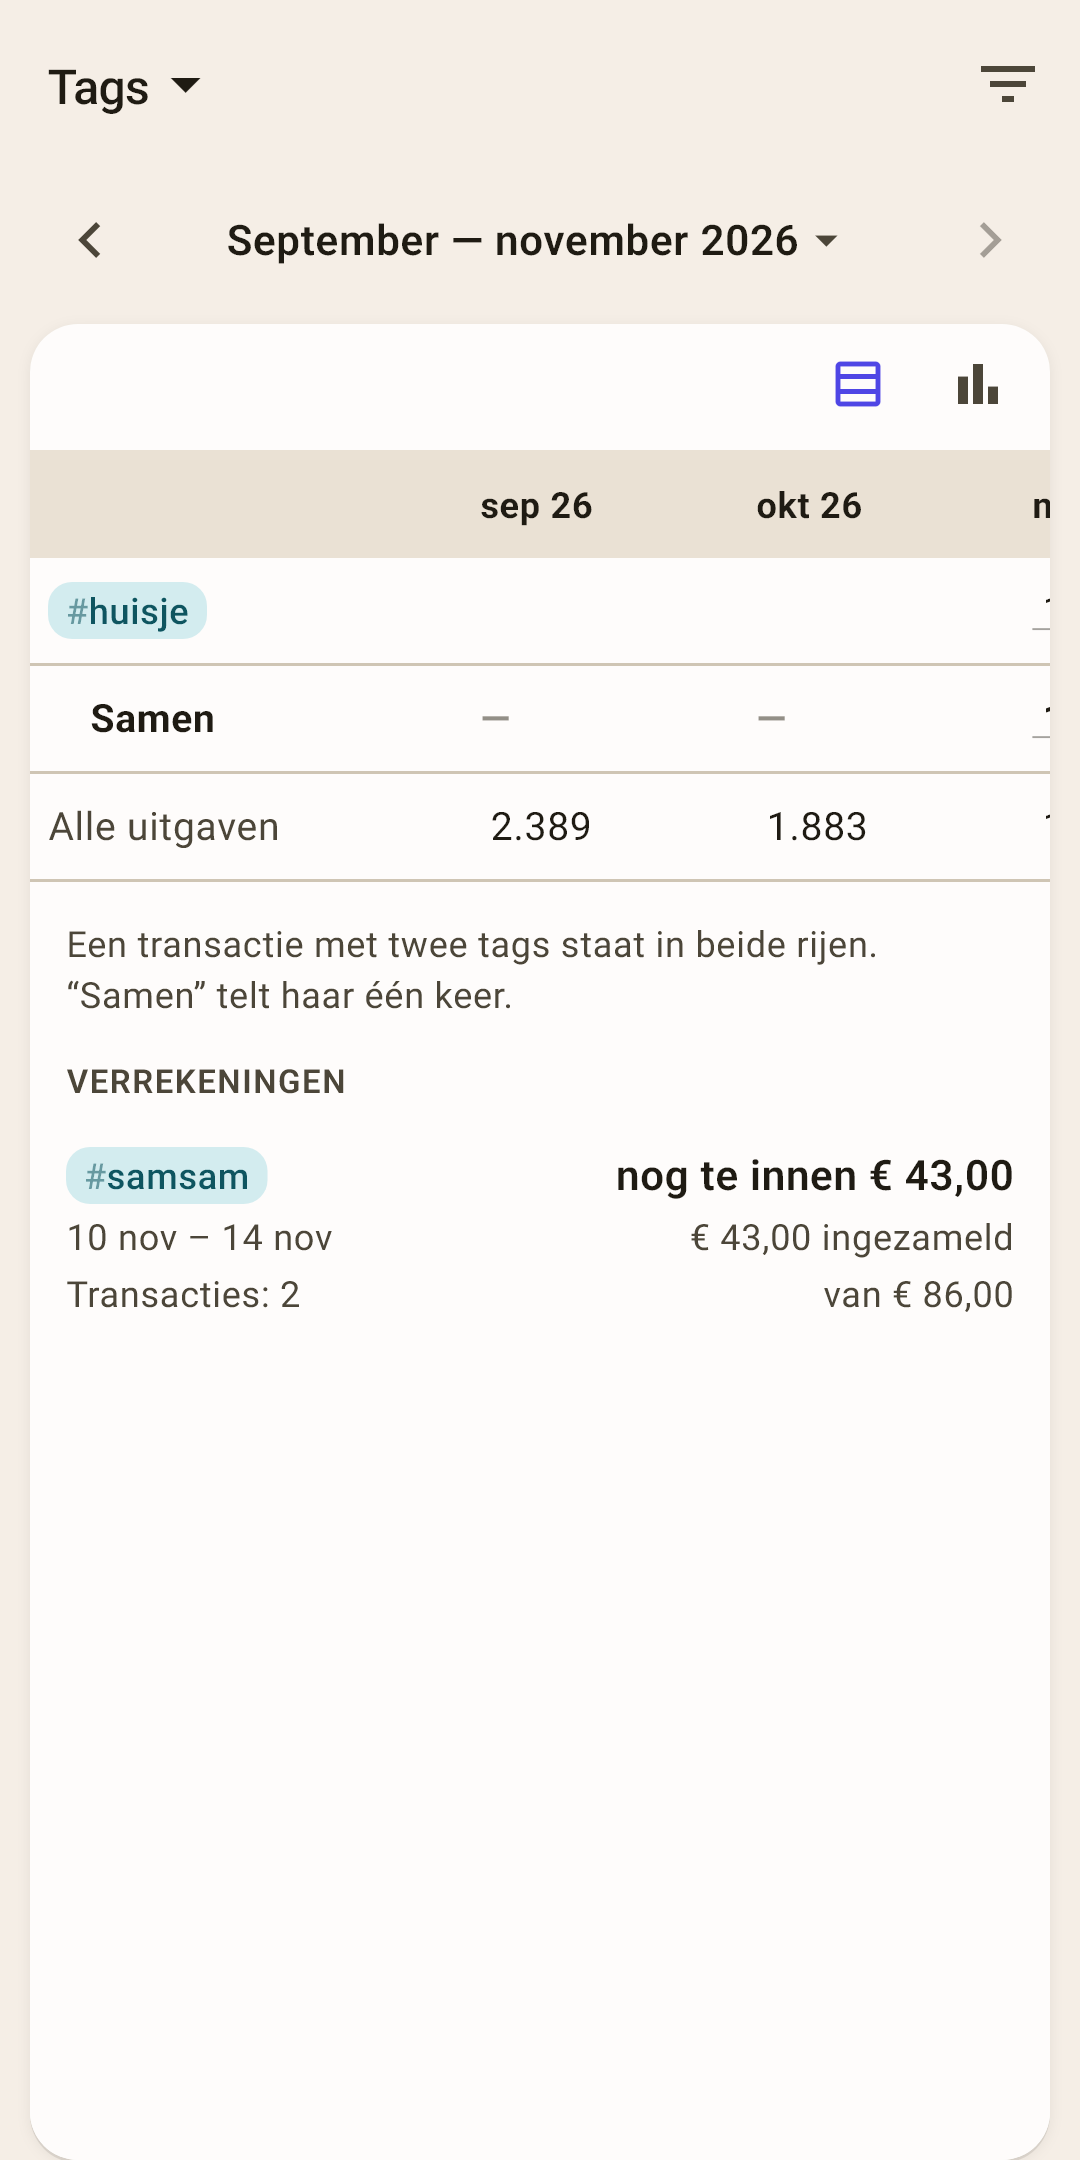 Tags
September – november 2026
sep 26 okt 26
#huisje
Samen – –
Alle uitgaven 2.389 1.883
Een transactie met twee tags staat in beide rijen.
“Samen” telt haar één keer.
VERREKENINGEN
#samsam nog te innen € 43,00
10 nov – 14 nov € 43,00 ingezameld
Transacties: 2 van € 86,00